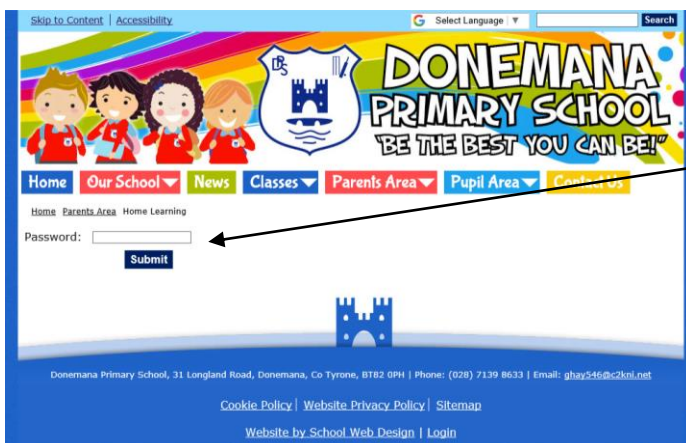 Skip to Content | Accessibility
Select Language ▼
Search
DPS
DONEMANA
PRIMARY SCHOOL
"BE THE BEST YOU CAN BE!"
Home Our School News Classes Parents Area Pupil Area Contact Us
Home Parents Area Home Learning
Password:
Submit
Donemana Primary School, 31 Longland Road, Donemana, Co Tyrone, BT82 0PH | Phone: (028) 7139 8633 | Email: ghay546@c2kni.net
Cookie Policy | Website Privacy Policy | Sitemap
Website by School Web Design | Login